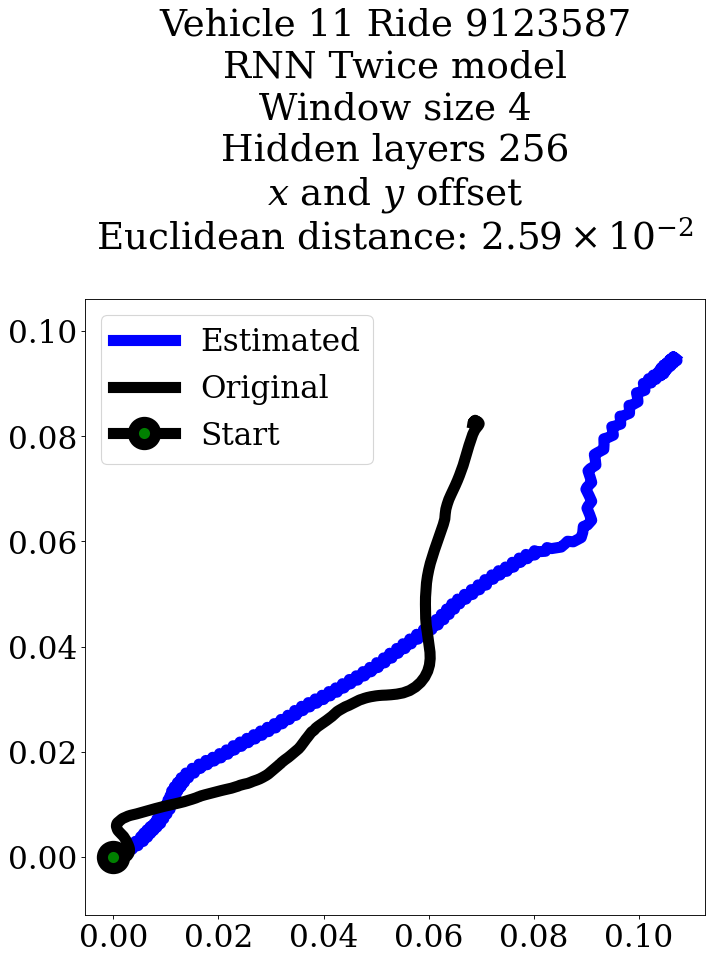 Vehicle 11 Ride 9123587
RNN Twice model
Window size 4
Hidden layers 256
x and y offset
Euclidean distance: 2.59 × 10⁻²
Estimated
Original
Start
0.10
0.08
0.06
0.04
0.02
0.00
0.00 0.02 0.04 0.06 0.08 0.10